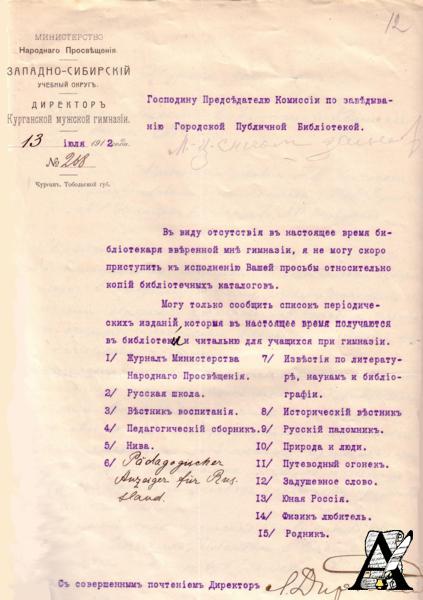 12
МИНИСТЕРСТВО
Народнаго Просвѣщенія
ЗАПАДНО-СИБИРСКІЙ
УЧЕБНЫЙ ОКРУГЪ.
ДИРЕКТОРЪ
Курганской мужской гимназіи.
13 іюля 1912 года
№ 268
Курганъ, Тобольской губ.
Господину Предсѣдателю Комиссіи по завѣдыва-
нію Городской Публичной Библіотекой.
Въ виду отсутствія въ настоящее время биб-
бліотекаря ввѣренной мнѣ гимназіи, я не могу скоро
приступить къ исполненію Вашей просьбы относительно
копій библіотечныхъ каталоговъ.
Могу только сообщить список періодичес-
скихъ изданій, которыя въ настоящее время получаются
въ библіотеки и читальню для учащихся при гимназіи.
1/ Журналъ Министерства
Народнаго Просвѣщенія.
2/ Русская школа.
3/ Вѣстникъ воспитанія.
4/ Педагогическій сборникъ.
5/ Нива.
6/ Pädagogischer
Anzeiger für Rus
sland.
7/ Извѣстія по литерату-
рѣ, наукамъ и библіо-
графіи.
8/ Историческій вѣстникъ
9/ Русскій паломникъ.
10/ Природа и люди.
11/ Путеводный огонекъ.
12/ Задушевное слово.
13/ Юная Россія.
14/ Физикъ любитель.
15/ Родникъ.
Съ совершеннымъ почтеніемъ Директоръ